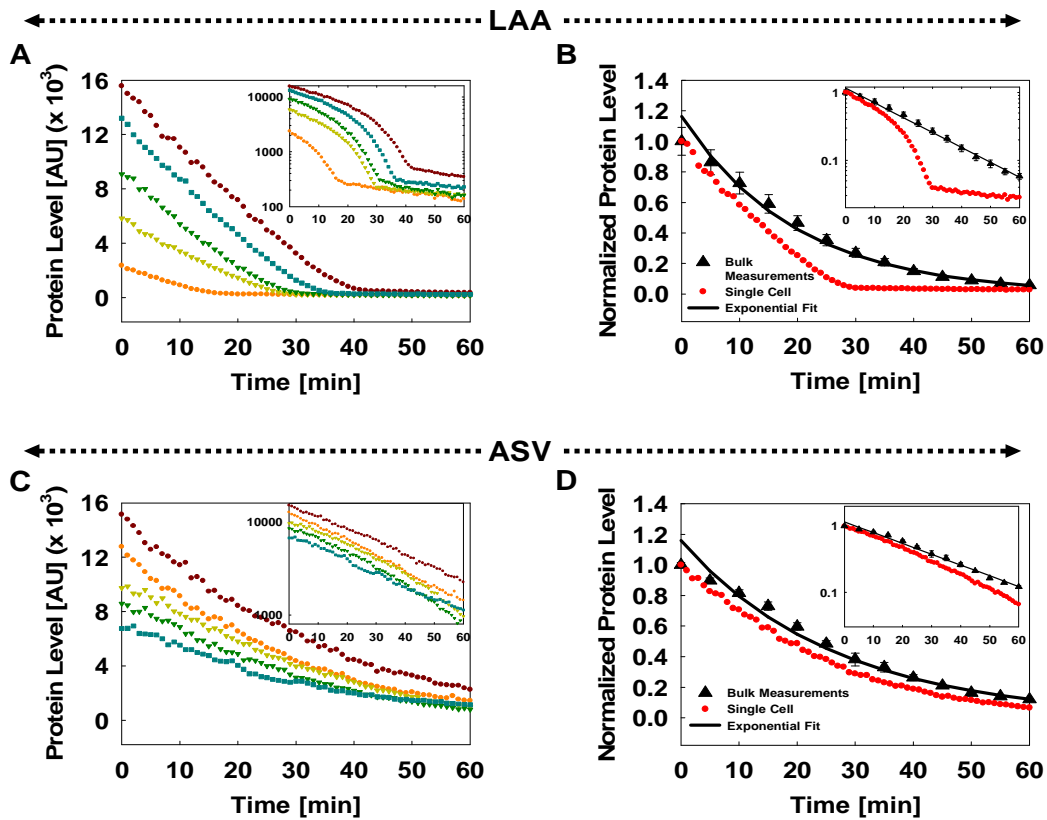 LAA
A
Protein Level [AU] (x 10³)
16
12
8
4
0
0 10 20 30 40 50 60
Time [min]
10000
1000
100
0 10 20 30 40 50 60
B
Normalized Protein Level
1.4
1.2
1.0
0.8
0.6
0.4
0.2
0.0
0 10 20 30 40 50 60
Time [min]
1
0.1
0 10 20 30 40 50 60
Bulk
Measurements
Single Cell
Exponential Fit
ASV
C
Protein Level [AU] (x 10³)
16
12
8
4
0
0 10 20 30 40 50 60
Time [min]
10000
1000
0 10 20 30 40 50 60
D
Normalized Protein Level
1.4
1.2
1.0
0.8
0.6
0.4
0.2
0.0
0 10 20 30 40 50 60
Time [min]
1
0.1
0 10 20 30 40 50 60
Bulk Measurements
Single Cell
Exponential Fit